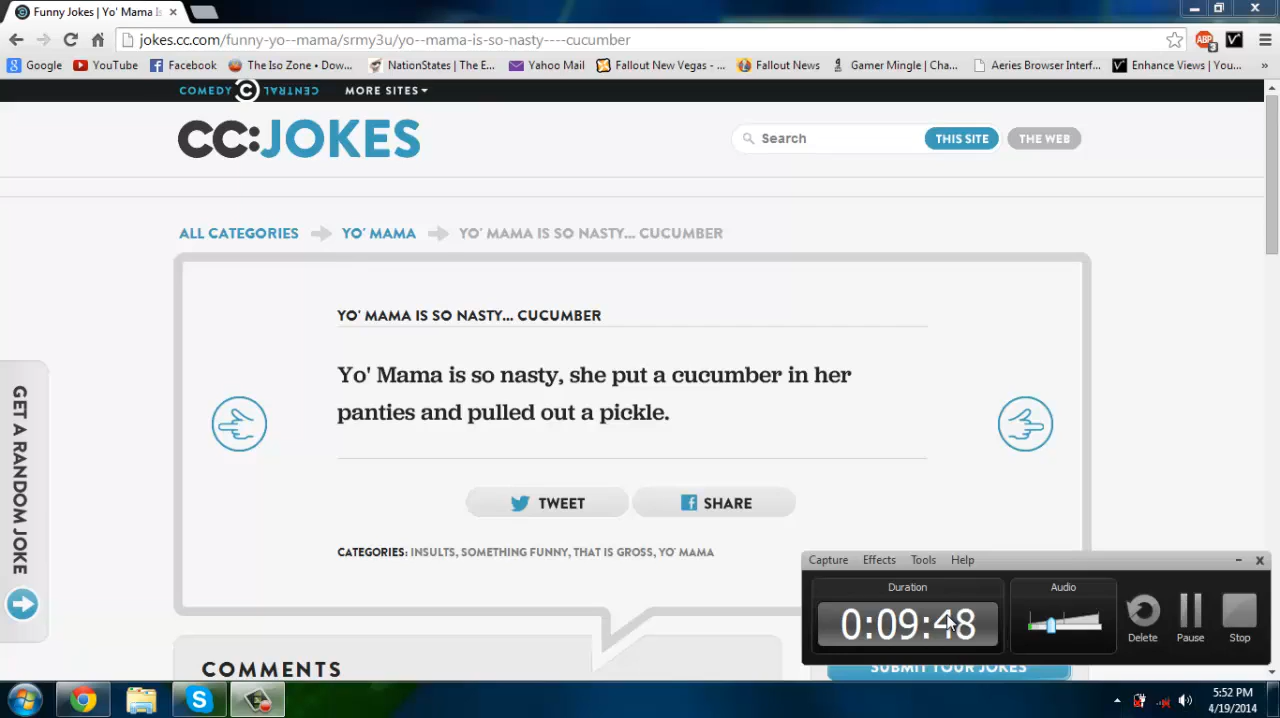 Funny Jokes | Yo' Mama Is
jokes.cc.com/funny-yo--mama/srmy3u/yo--mama-is-so-nasty----cucumber
ABP
3
Google YouTube Facebook The Iso Zone • Dow... NationStates | The E... Yahoo Mail Fallout New Vegas - ... Fallout News Gamer Mingle | Cha... Aeries Browser Interf... Enhance Views | You... »
COMEDY CENTRAL MORE SITES
CC:JOKES
Search THIS SITE THE WEB
ALL CATEGORIES YO' MAMA YO' MAMA IS SO NASTY... CUCUMBER
YO' MAMA IS SO NASTY... CUCUMBER
Yo' Mama is so nasty, she put a cucumber in her
panties and pulled out a pickle.
GET A RANDOM JOKE
TWEET SHARE
CATEGORIES: INSULTS, SOMETHING FUNNY, THAT IS GROSS, YO' MAMA
Capture Effects Tools Help
Duration Audio
0:09:48
Delete Pause Stop
COMMENTS
SUBMIT YOUR JOKES
5:52 PM
4/19/2014